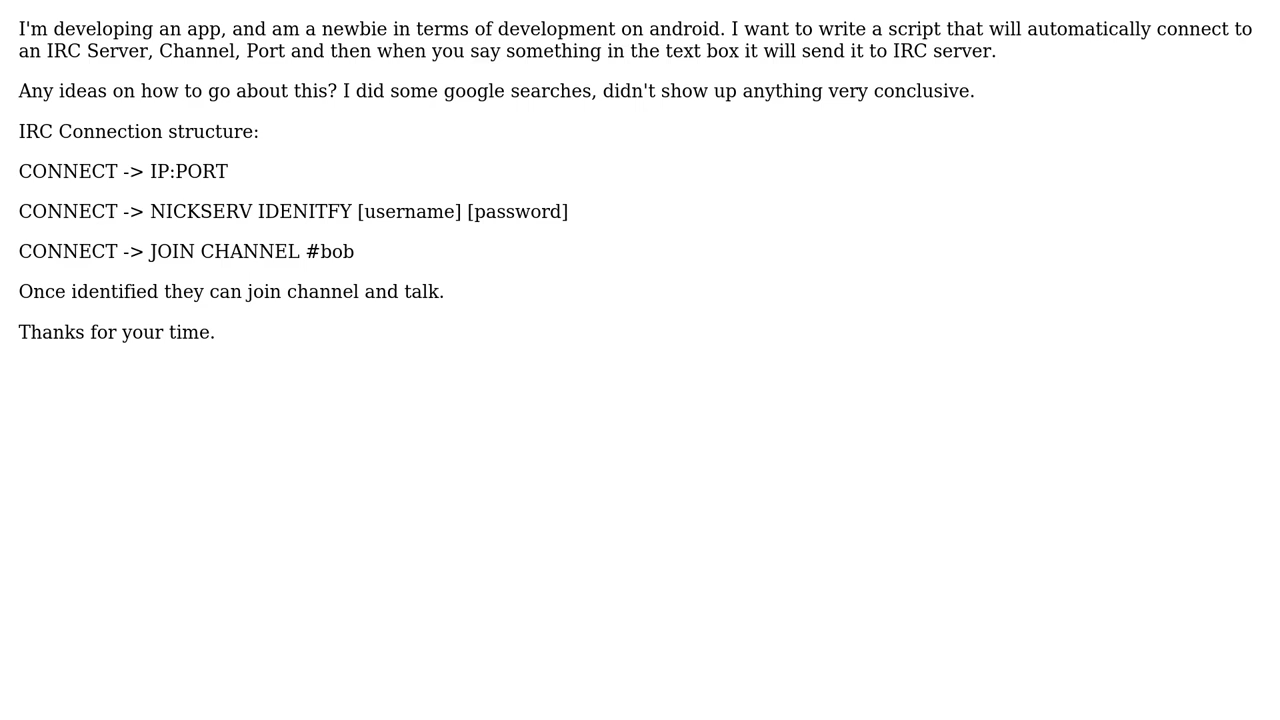 I'm developing an app, and am a newbie in terms of development on android. I want to write a script that will automatically connect to
an IRC Server, Channel, Port and then when you say something in the text box it will send it to IRC server.
Any ideas on how to go about this? I did some google searches, didn't show up anything very conclusive.
IRC Connection structure:
CONNECT -> IP:PORT
CONNECT -> NICKSERV IDENITFY [username] [password]
CONNECT -> JOIN CHANNEL #bob
Once identified they can join channel and talk.
Thanks for your time.